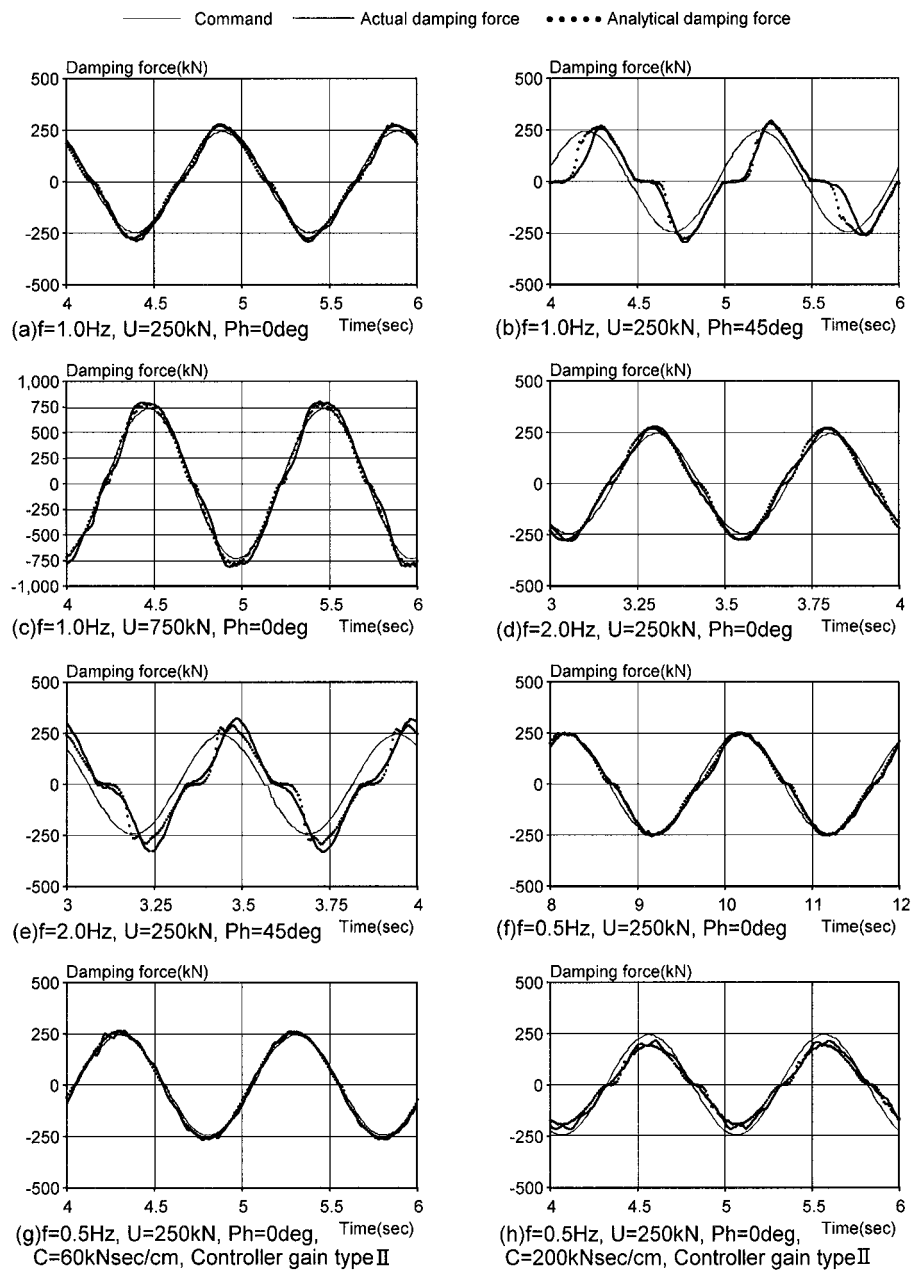 Command Actual damping force Analytical damping force
Damping force(kN) Damping force(kN)
500 500
250 250
0 0
-250 -250
-500 -500
4 4.5 5 5.5 6 4 4.5 5 5.5 6
(a)f=1.0Hz, U=250kN, Ph=0deg Time(sec) (b)f=1.0Hz, U=250kN, Ph=45deg Time(sec)
Damping force(kN) Damping force(kN)
1,000 500
750
500 250
250
0 0
-250
-500 -250
-750
-1,000 -500
4 4.5 5 5.5 6 3 3.25 3.5 3.75 4
(c)f=1.0Hz, U=750kN, Ph=0deg Time(sec) (d)f=2.0Hz, U=250kN, Ph=0deg Time(sec)
Damping force(kN) Damping force(kN)
500 500
250 250
0 0
-250 -250
-500 -500
3 3.25 3.5 3.75 4 8 9 10 11 12
(e)f=2.0Hz, U=250kN, Ph=45deg Time(sec) (f)f=0.5Hz, U=250kN, Ph=0deg Time(sec)
Damping force(kN) Damping force(kN)
500 500
250 250
0 0
-250 -250
-500 -500
4 4.5 5 5.5 6 4 4.5 5 5.5 6
(g)f=0.5Hz, U=250kN, Ph=0deg, Time(sec) (h)f=0.5Hz, U=250kN, Ph=0deg, Time(sec)
C=60kNsec/cm, Controller gain type II C=200kNsec/cm, Controller gain type II